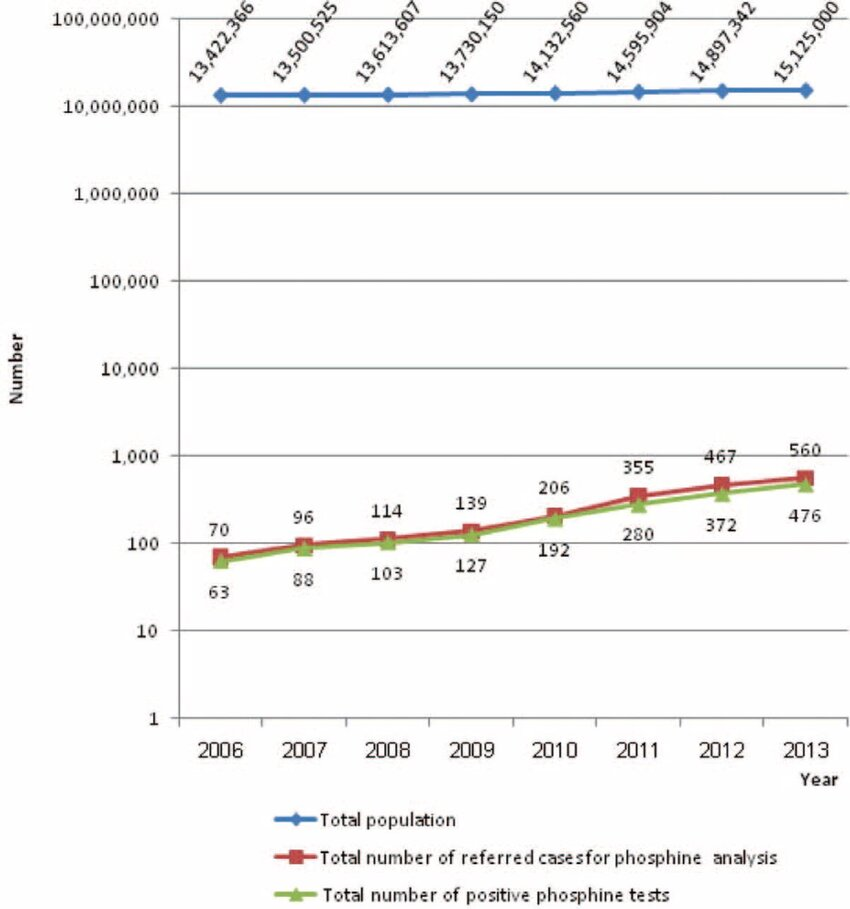 100,000,000
10,000,000
1,000,000
100,000
10,000
1,000
100
10
1
Number
13,422,366
13,500,525
13,613,607
13,730,150
14,132,560
14,595,904
14,897,342
15,125,000
70 96 114 139 206 355 467 560
63 88 103 127 192 280 372 476
2006 2007 2008 2009 2010 2011 2012 2013
Year
Total population
Total number of referred cases for phosphine analysis
Total number of positive phosphine tests